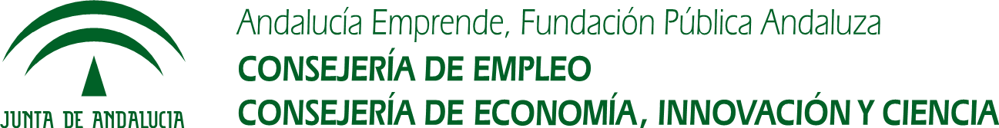 Andalucía Emprende, Fundación Pública Andaluza
CONSEJERÍA DE EMPLEO
CONSEJERÍA DE ECONOMÍA, INNOVACIÓN Y CIENCIA
JUNTA DE ANDALUCIA